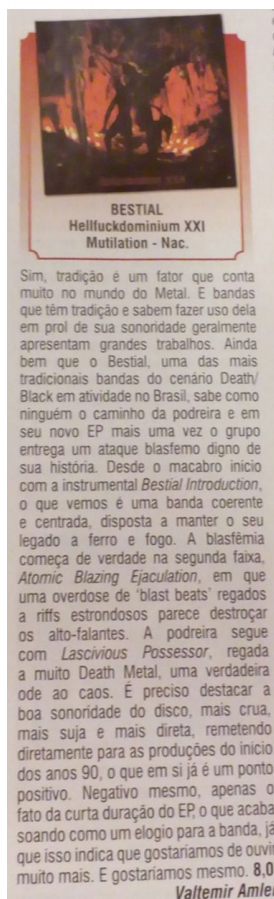 BESTIAL
Hellfuckdominium XXI
Mutilation - Nac.
Sim, tradição é um fator que conta
muito no mundo do Metal. E bandas
que têm tradição e sabem fazer uso dela
em prol de sua sonoridade geralmente
apresentam grandes trabalhos. Ainda
bem que o Bestial, uma das mais
tradicionais bandas do cenário Death/
Black em atividade no Brasil, sabe como
ninguém o caminho da podreira e em
seu novo EP mais uma vez o grupo
entrega um ataque blasfemo digno de
sua história. Desde o macabro inicio
com a instrumental Bestial Introduction,
o que vemos é uma banda coerente
e centrada, disposta a manter o seu
legado a ferro e fogo. A blasfêmia
começa de verdade na segunda faixa,
Atomic Blazing Ejaculation, em que
uma overdose de ‘blast beats’ regados
a riffs estrondosos parece destroçar
os alto-falantes. A podreira segue
com Lascivious Possessor, regada
a muito Death Metal, uma verdadeira
ode ao caos. É preciso destacar a
boa sonoridade do disco, mais crua,
mais suja e mais direta, remetendo
diretamente para as produções do inicio
dos anos 90, o que em si já é um ponto
positivo. Negativo mesmo, apenas o
fato da curta duração do EP, o que acaba
soando como um elogio para a banda, já
que isso indica que gostaríamos de ouvir
muito mais. E gostaríamos mesmo. 8,0
Valtemir Amler